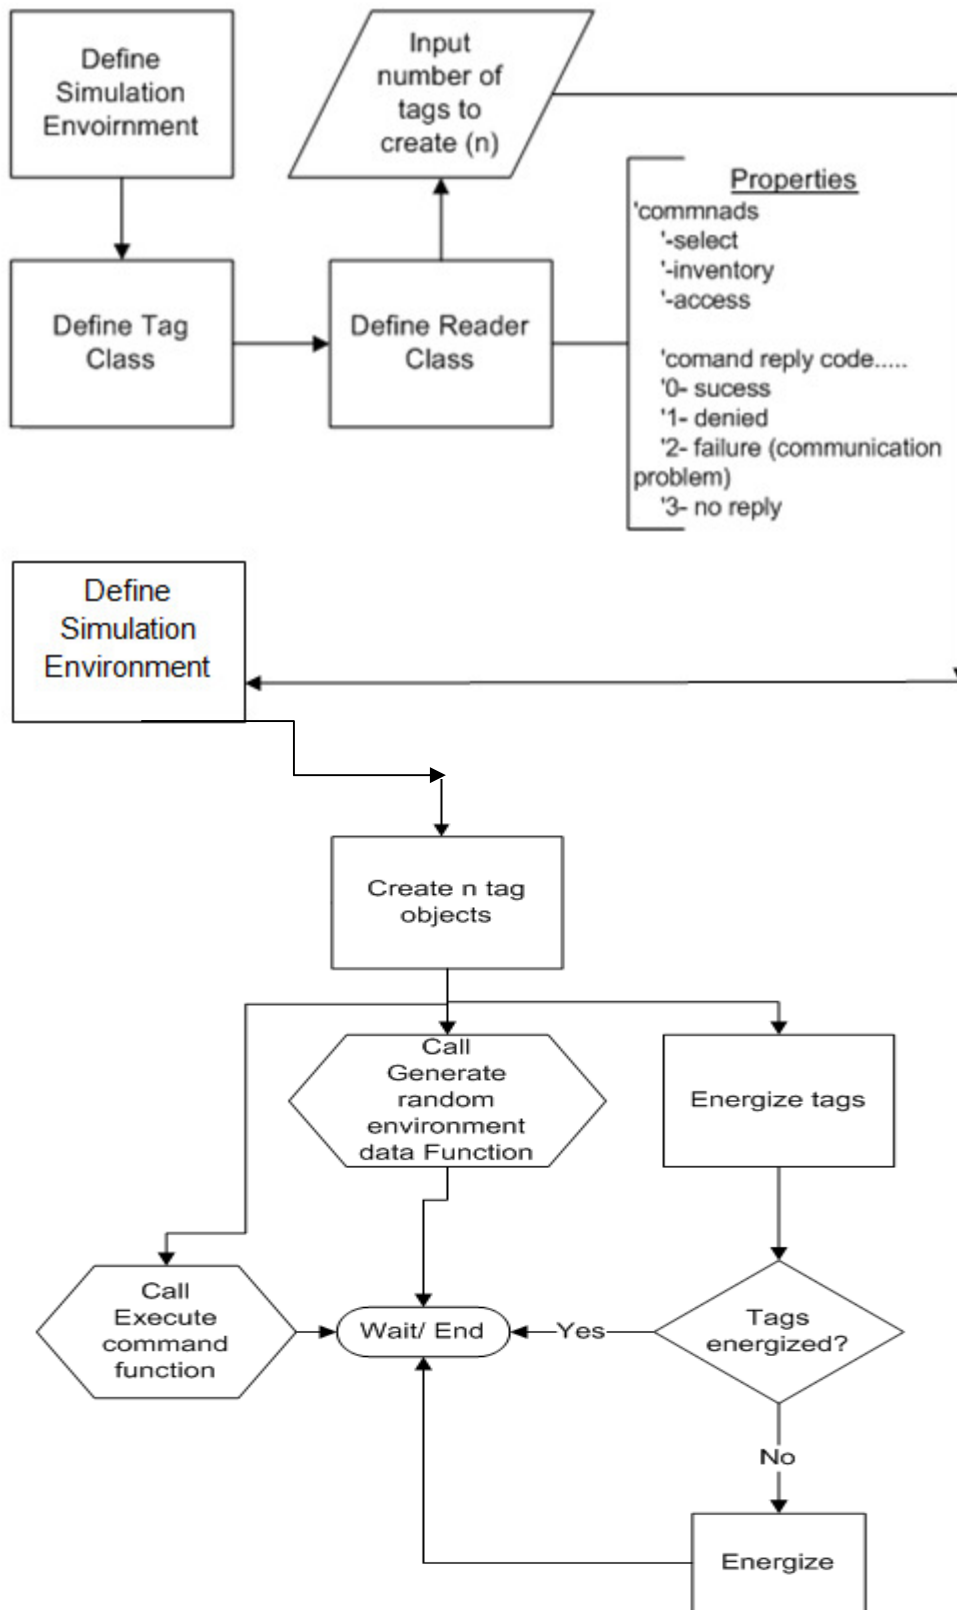 Define
Simulation
Envoirnment
Input
number of
tags to
create (n)
Properties
'commnads
'-select
'-inventory
'-access
'comand reply code.....
'0- sucess
'1- denied
'2- failure (communication
problem)
'3- no reply
Define Tag
Class
Define Reader
Class
Define
Simulation
Environment
Create n tag
objects
Call
Generate
random
environment
data Function
Energize tags
Call
Execute
command
function
Wait/ End
Yes
Tags
energized?
No
Energize